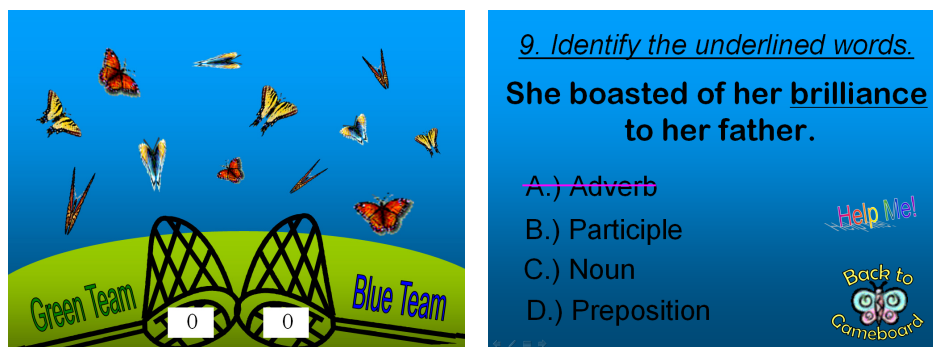 Green Team
0
0
Blue Team
9. Identify the underlined words.
She boasted of her brilliance
to her father.
A.) Adverb
B.) Participle
C.) Noun
D.) Preposition
Help Me!
Back to
Gameboard